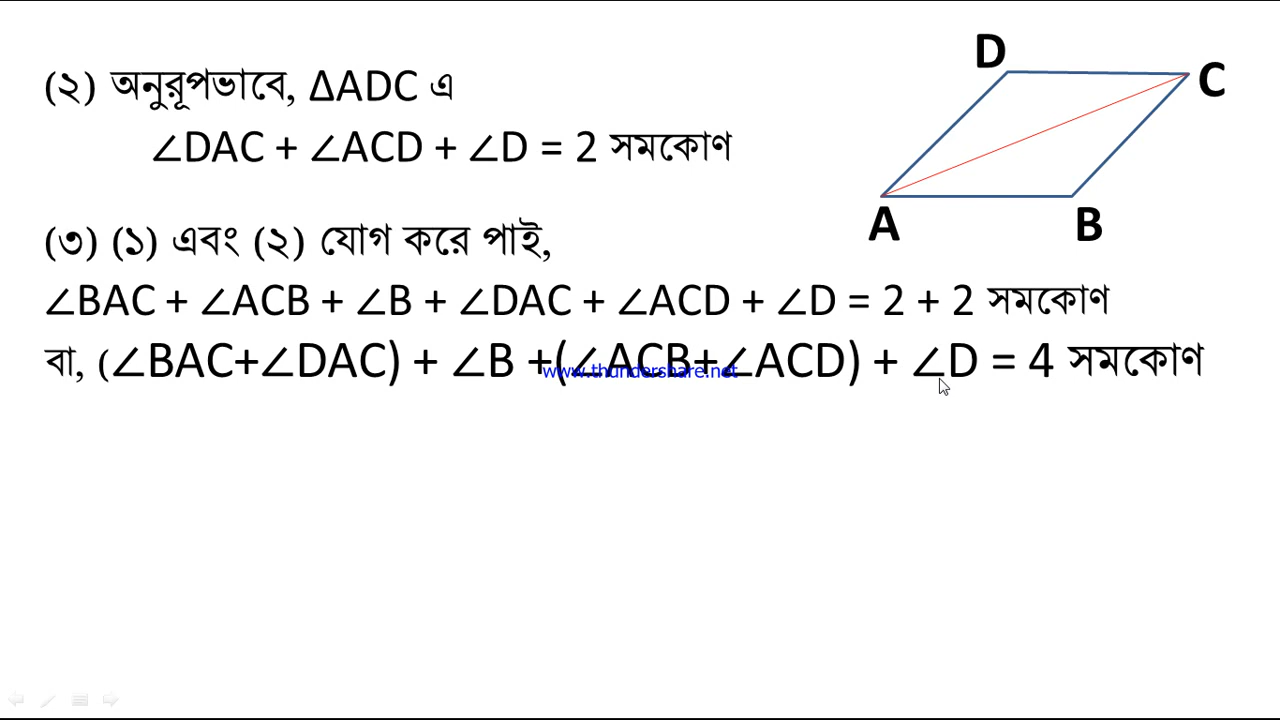 (২) অনুরূপভাবে, ΔADC এ
∠DAC + ∠ACD + ∠D = 2 সমকোণ
(৩) (১) এবং (২) যোগ করে পাই,
∠BAC + ∠ACB + ∠B + ∠DAC + ∠ACD + ∠D = 2 + 2 সমকোণ
বা, (∠BAC+∠DAC) + ∠B +(∠ACB+∠ACD) + ∠D = 4 সমকোণ
www.thundershare.net
D
C
A
B